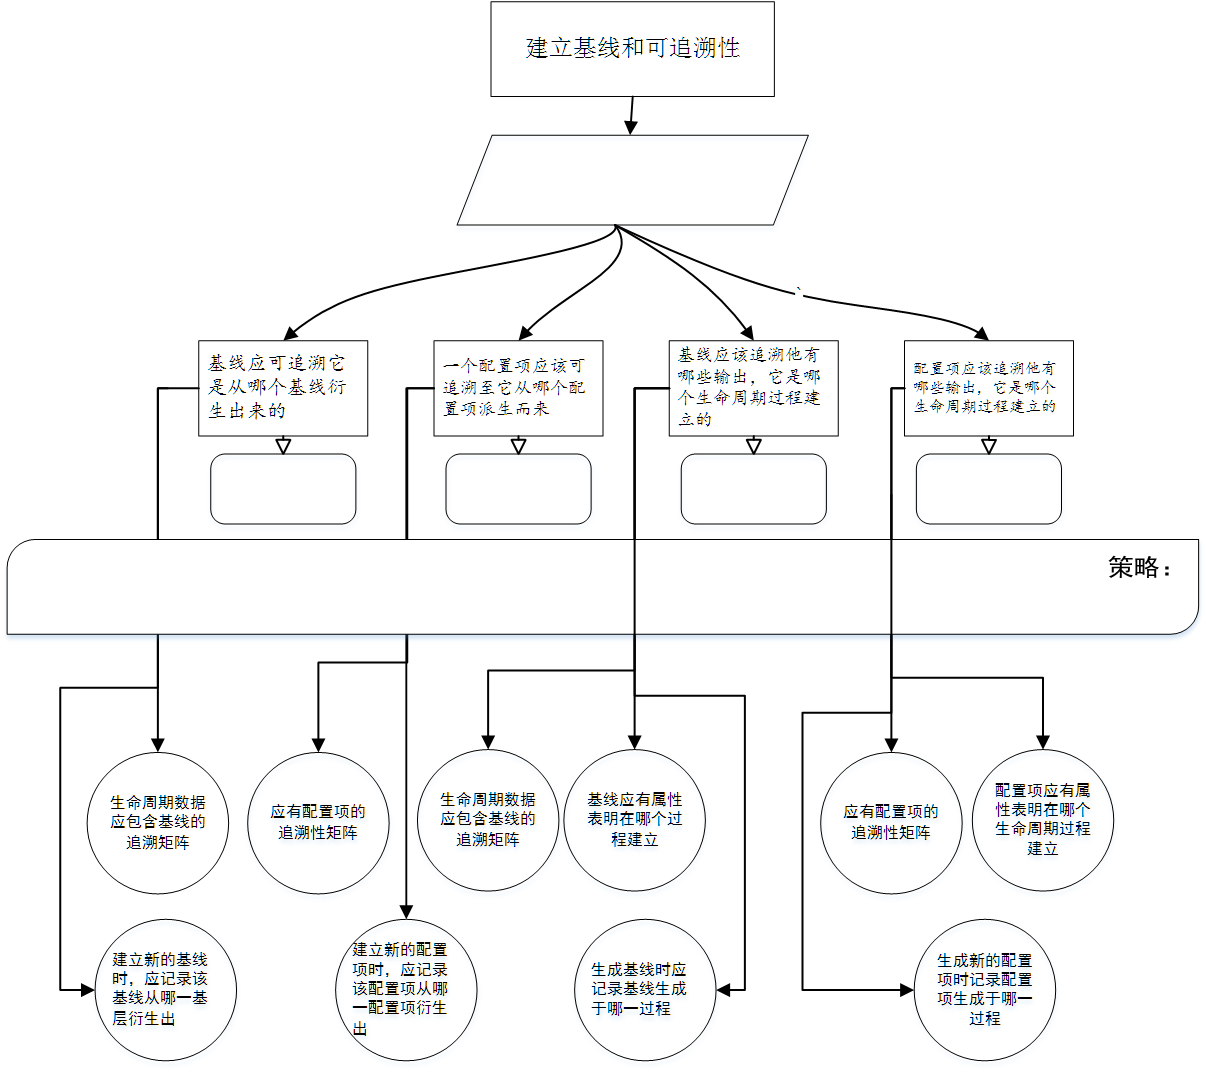 建立基线和可追溯性
`
基线应可追溯它
是从哪个基线衍
生出来的
一个配置项应该可
追溯至它从哪个配
置项派生而来
基线应该追溯他有
哪些输出，它是哪
个生命周期过程建
立的
配置项应该追溯他有
哪些输出，它是哪个
生命周期过程建立的
策略：
生命周期数据
应包含基线的
追溯矩阵
应有配置项的
追溯性矩阵
生命周期数据
应包含基线的
追溯矩阵
基线应有属性
表明在哪个过
程建立
应有配置项的
追溯性矩阵
配置项应有属
性表明在哪个
生命周期过程
建立
建立新的基线
时，应记录该
基线从哪一基
层衍生出
建立新的配置
项时，应记录
该配置项从哪
一配置项衍生
出
生成基线时应
记录基线生成
于哪一过程
生成新的配置
项时记录配置
项生成于哪一
过程